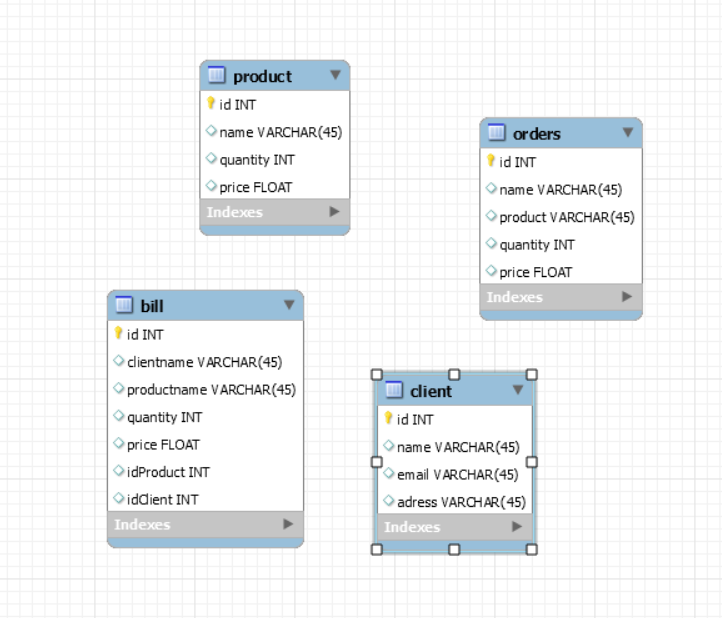 product
id INT
name VARCHAR(45)
quantity INT
price FLOAT
Indexes
orders
id INT
name VARCHAR(45)
product VARCHAR(45)
quantity INT
price FLOAT
Indexes
bill
id INT
clientname VARCHAR(45)
productname VARCHAR(45)
quantity INT
price FLOAT
idProduct INT
idClient INT
Indexes
client
id INT
name VARCHAR(45)
email VARCHAR(45)
adress VARCHAR(45)
Indexes